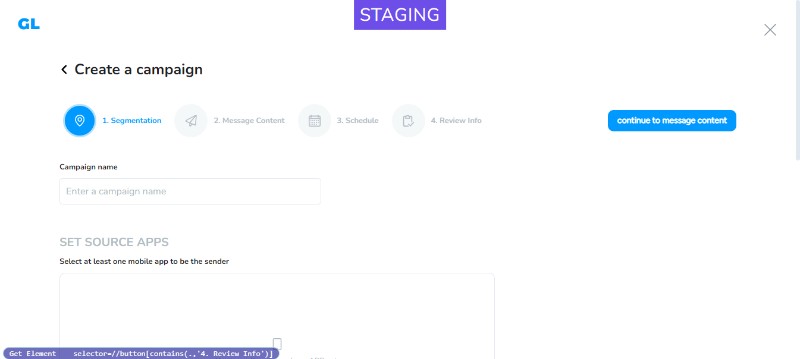 STAGING
GL
Create a campaign
1. Segmentation
2. Message Content
3. Schedule
4. Review Info
continue to message content
Campaign name
Enter a campaign name
SET SOURCE APPS
Select at least one mobile app to be the sender
Get Element selector=//button[contains(.,'4. Review Info')]